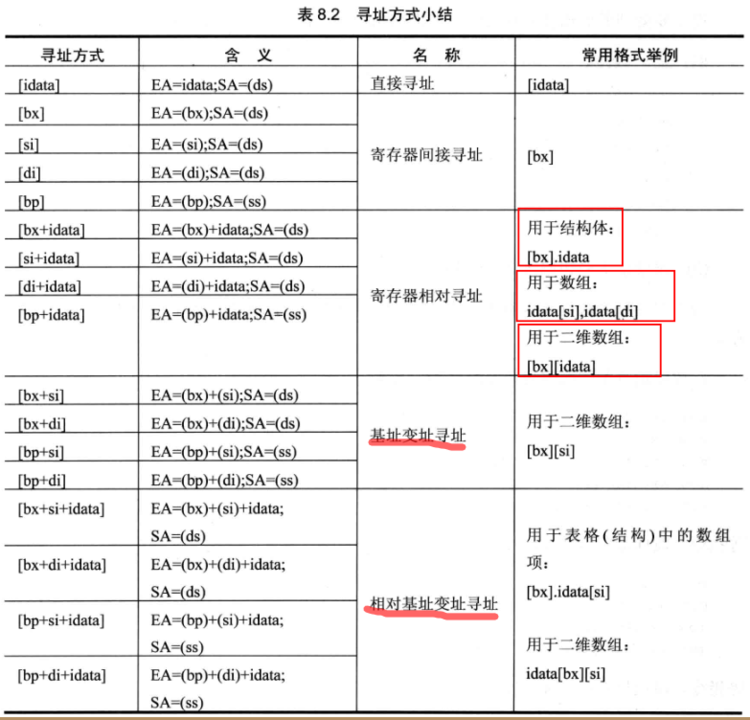 表 8.2 寻址方式小结
寻址方式 含 义 名 称 常用格式举例
[idata] EA=idata;SA=(ds) 直接寻址 [idata]
[bx] EA=(bx);SA=(ds)
[si] EA=(si);SA=(ds)
寄存器间接寻址 [bx]
[di] EA=(di);SA=(ds)
[bp] EA=(bp);SA=(ss)
[bx+idata] EA=(bx)+idata;SA=(ds) 用于结构体:
[si+idata] EA=(si)+idata;SA=(ds) [bx].idata
[di+idata] EA=(di)+idata;SA=(ds) 寄存器相对寻址 用于数组:
[bp+idata] EA=(bp)+idata;SA=(ss) idata[si],idata[di]
用于二维数组:
[bx][idata]
[bx+si] EA=(bx)+(si);SA=(ds)
[bx+di] EA=(bx)+(di);SA=(ds) 基址变址寻址 用于二维数组:
[bp+si] EA=(bp)+(si);SA=(ss) [bx][si]
[bp+di] EA=(bp)+(di);SA=(ss)
[bx+si+idata] EA=(bx)+(si)+idata;
SA=(ds) 用于表格(结构)中的数组
[bx+di+idata] EA=(bx)+(di)+idata; 项:
SA=(ds) 相对基址变址寻址 [bx].idata[si]
[bp+si+idata] EA=(bp)+(si)+idata;
SA=(ss) 用于二维数组:
[bp+di+idata] EA=(bp)+(di)+idata; idata[bx][si]
SA=(ss)